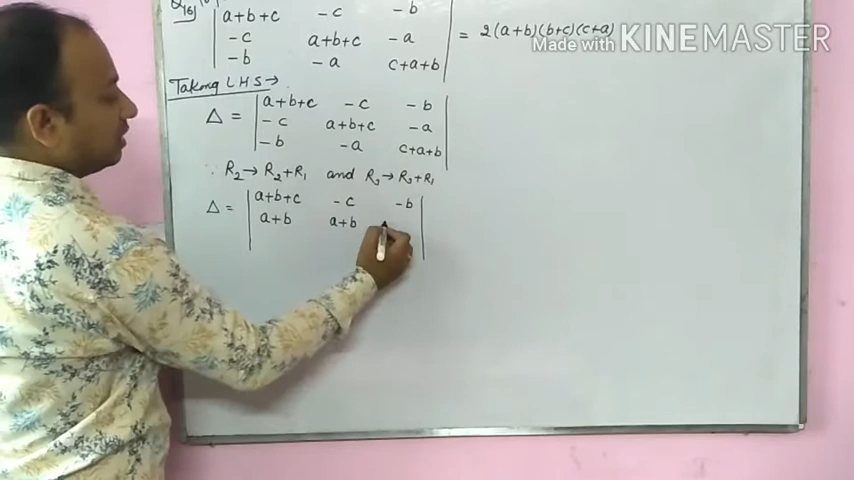 Q16
| a+b+c -c -b |
| -c a+b+c -a | = 2(a+b)(b+c)(c+a)
| -b -a c+a+b |
Made with KINEMASTER
Taking LHS →
| a+b+c -c -b |
Δ = | -c a+b+c -a |
| -b -a c+a+b |
∵ R₂ → R₂+R₁ and R₃ → R₃+R₁
Δ = | a+b+c -c -b |
| a+b a+b |